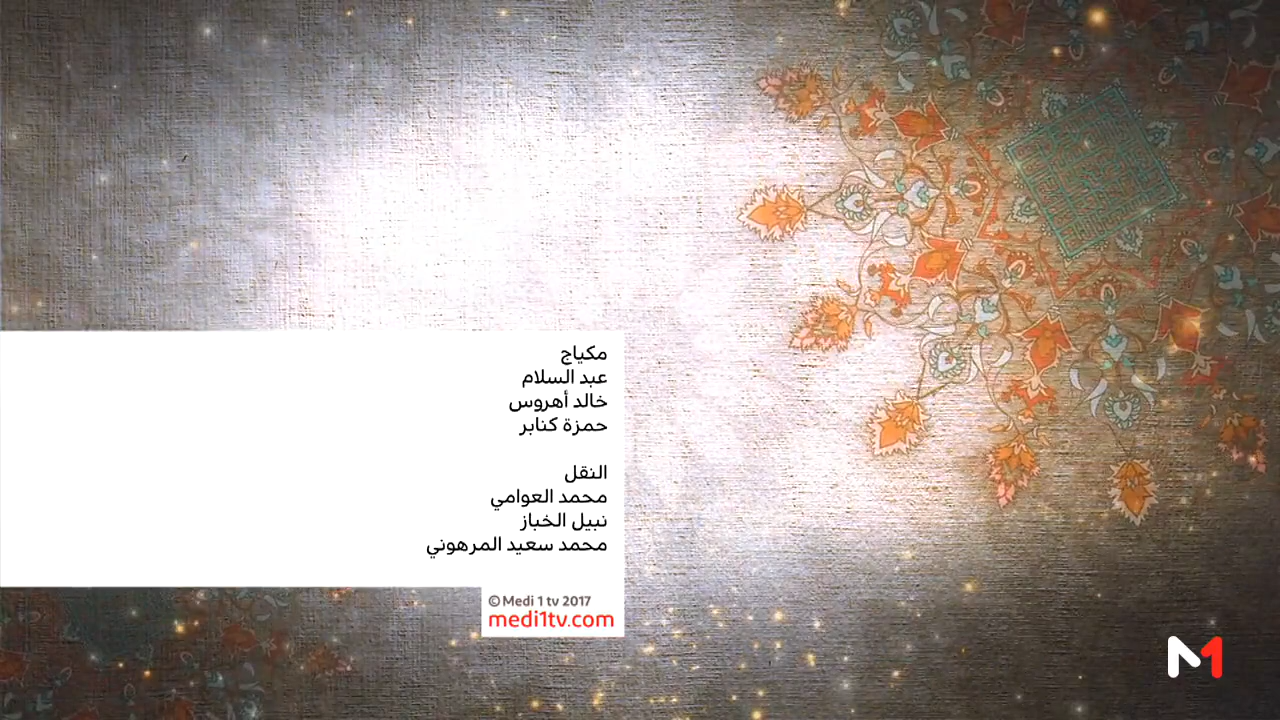 مكياج
عبد السلام
خالد أهروس
حمزة كنابر
النقل
محمد العوامي
نبيل الخباز
محمد سعيد المرهوني
© Medi 1 tv 2017
medi1tv.com
M1